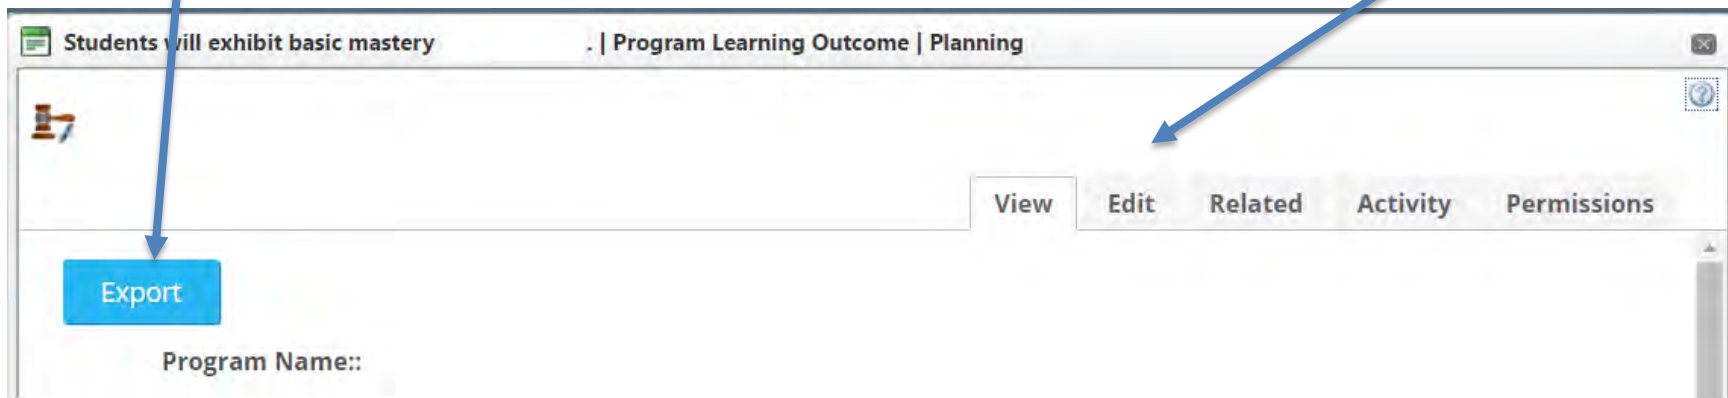 Students will exhibit basic mastery . | Program Learning Outcome | Planning
View Edit Related Activity Permissions
Export
Program Name::